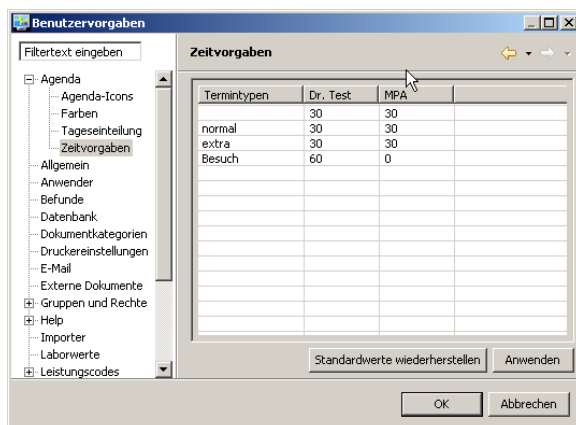 Benutzervorgaben
Filtertext eingeben
Zeitvorgaben
Agenda
Agenda-Icons
Farben
Tageseinteilung
Zeitvorgaben
Allgemein
Anwender
Befunde
Datenbank
Dokumentkategorien
Druckereinstellungen
E-Mail
Externe Dokumente
Gruppen und Rechte
Help
Importer
Laborwerte
Leistungscodes
Termintypen Dr. Test MPA
30 30
normal 30 30
extra 30 30
Besuch 60 0
Standardwerte wiederherstellen Anwenden
OK Abbrechen